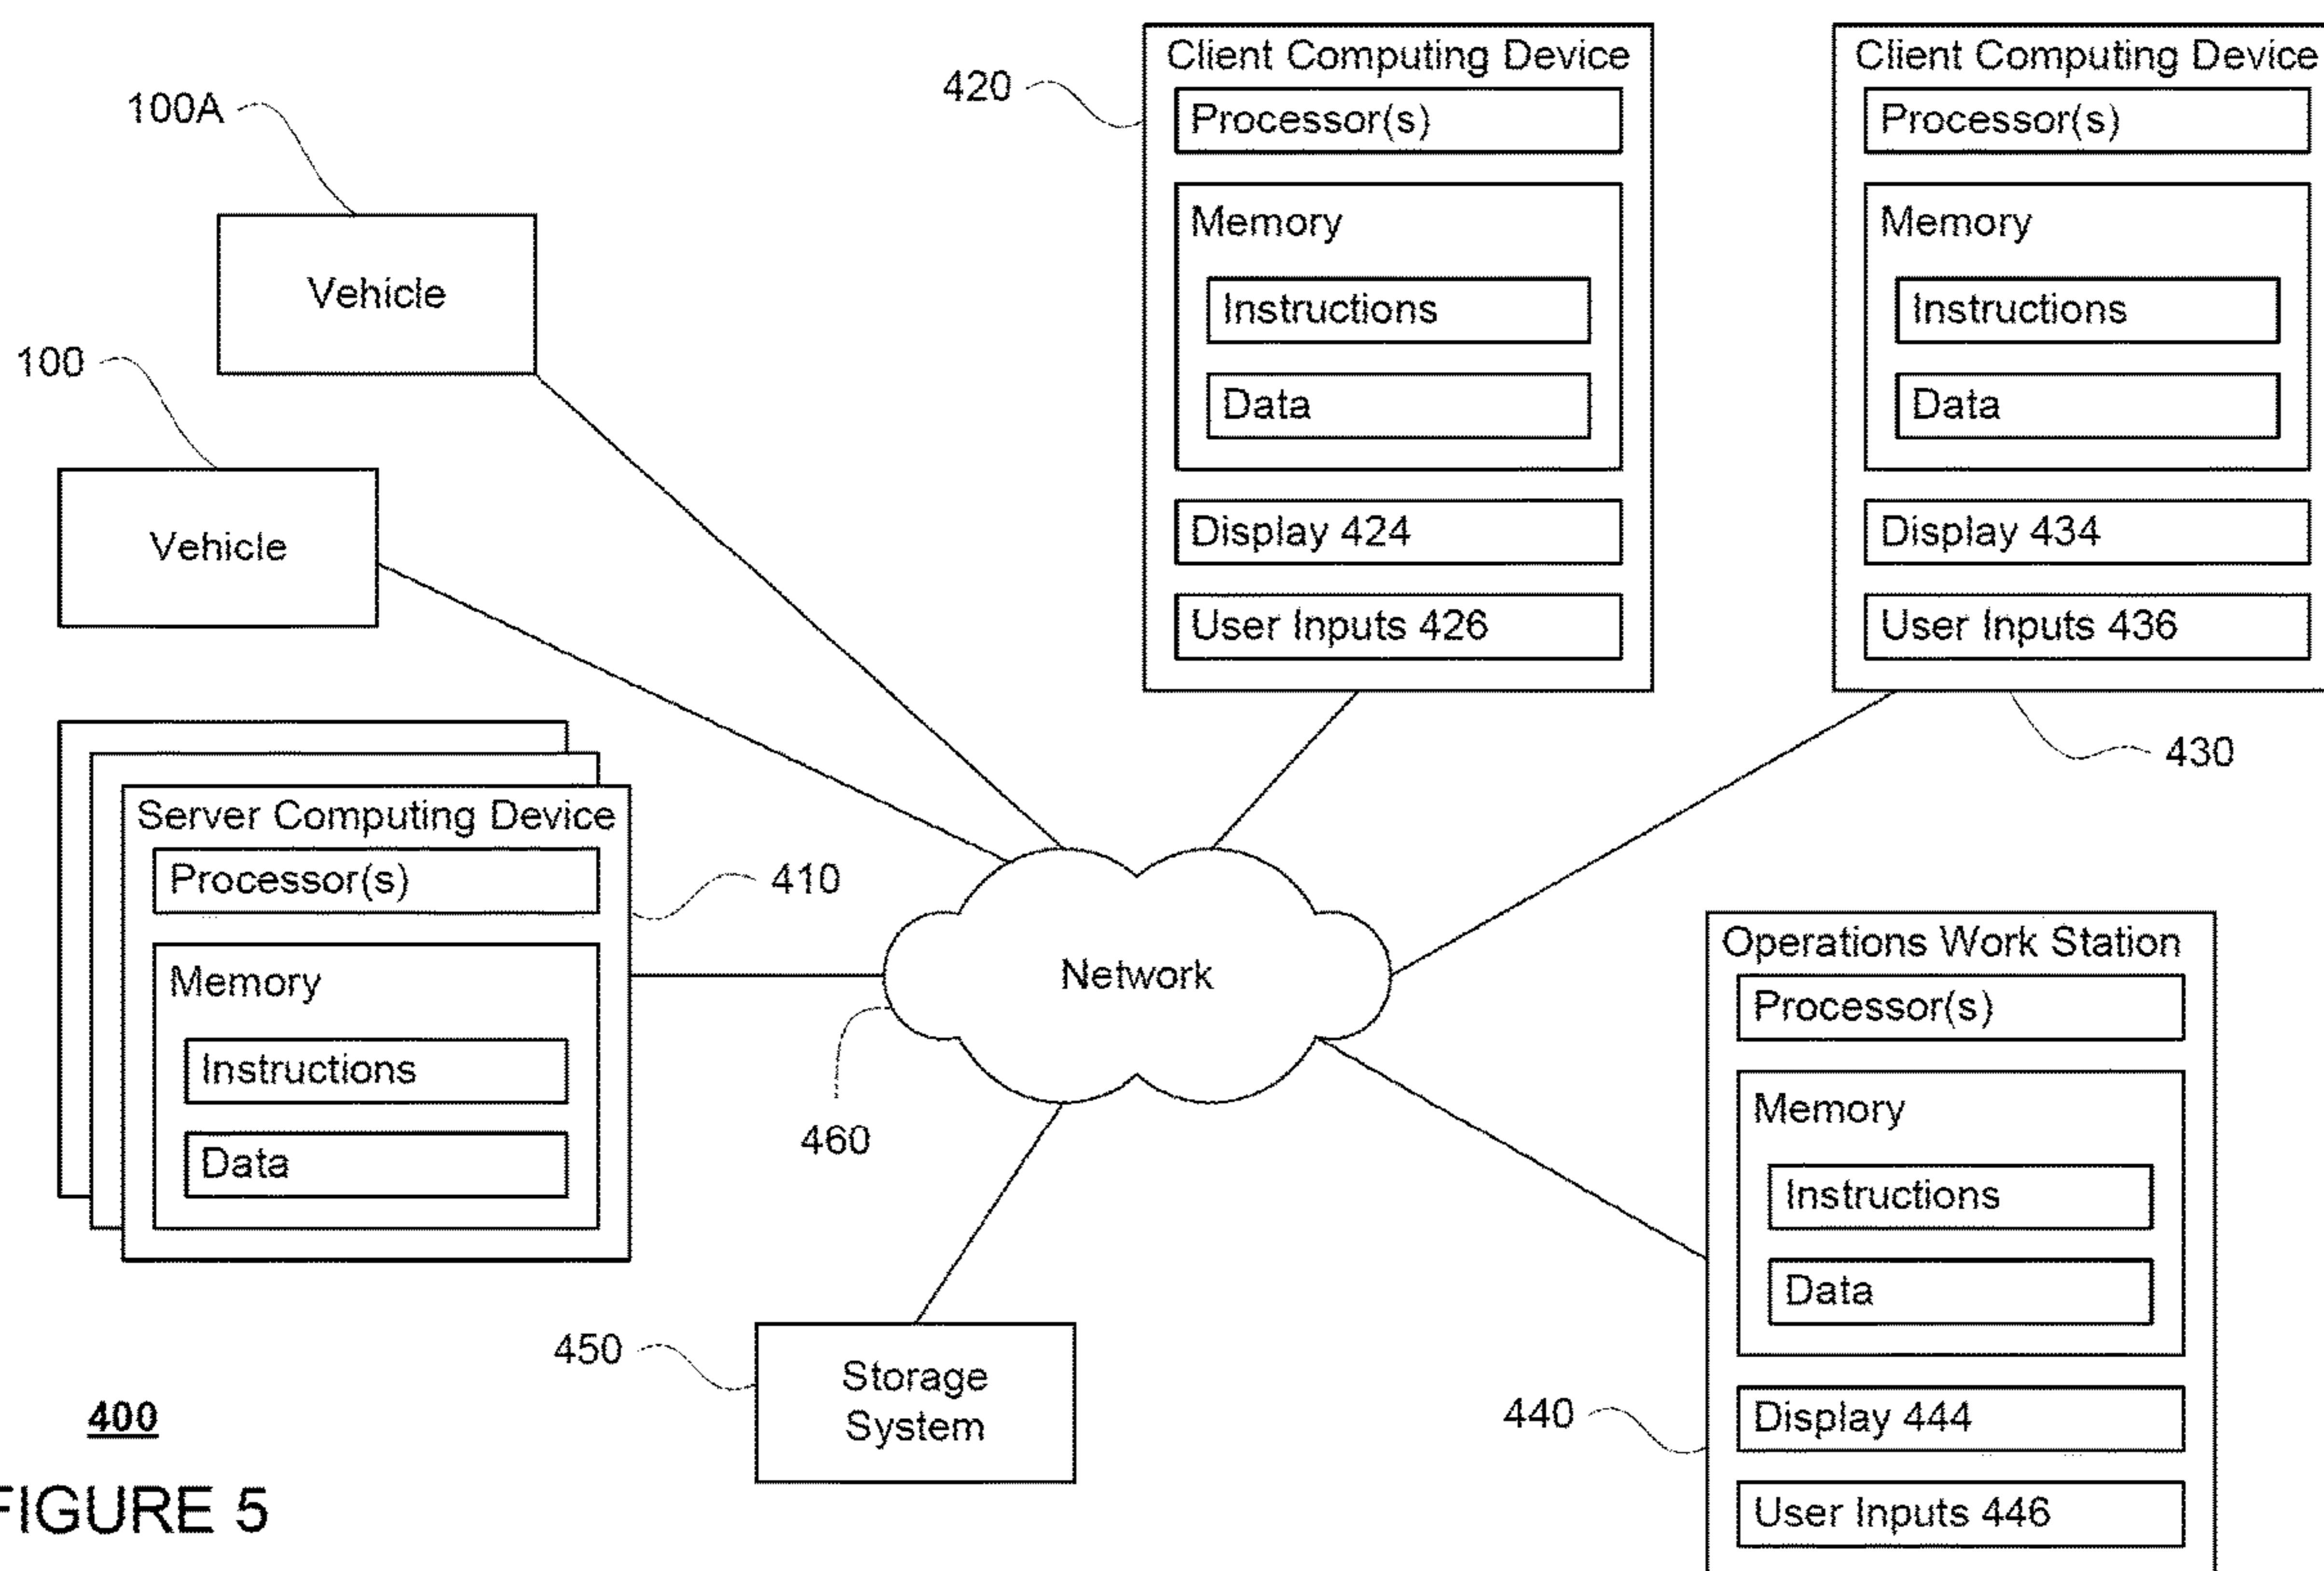 100A
Vehicle
100
Vehicle
420
Client Computing Device
Processor(s)
Memory
Instructions
Data
Display 424
User Inputs 426
Client Computing Device
Processor(s)
Memory
Instructions
Data
Display 434
User Inputs 436
430
Server Computing Device
Processor(s)
Memory
Instructions
Data
410
Network
460
Operations Work Station
Processor(s)
Memory
Instructions
Data
Display 444
User Inputs 446
440
450
Storage
System
400
FIGURE 5